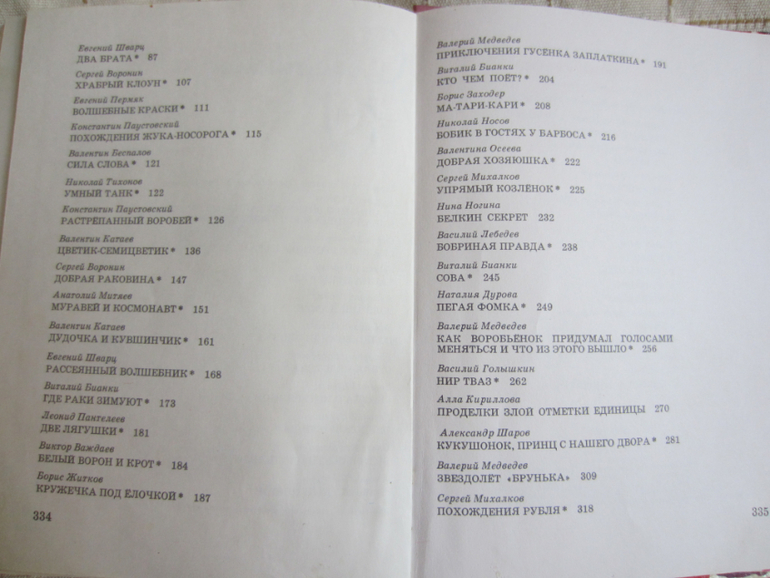 Евгений Шварц
ДВА БРАТА* 87
Сергей Воронин
ХРАБРЫЙ КЛОУН* 107
Евгений Пермяк
ВОЛШЕБНЫЕ КРАСКИ* 111
Константин Паустовский
ПОХОЖДЕНИЯ ЖУКА-НОСОРОГА* 115
Валентин Беспалов
СИЛА СЛОВА* 121
Николай Тихонов
УМНЫЙ ТАНК* 122
Константин Паустовский
РАСТРЁПАННЫЙ ВОРОБЕЙ* 126
Валентин Катаев
ЦВЕТИК-СЕМИЦВЕТИК* 136
Сергей Воронин
ДОБРАЯ РАКОВИНА* 147
Анатолий Митяев
МУРАВЕЙ И КОСМОНАВТ* 151
Валентин Катаев
ДУДОЧКА И КУВШИНЧИК* 161
Евгений Шварц
РАССЕЯННЫЙ ВОЛШЕБНИК* 168
Виталий Бианки
ГДЕ РАКИ ЗИМУЮТ* 173
Леонид Пантелеев
ДВЕ ЛЯГУШКИ* 181
Виктор Важдаев
БЕЛЫЙ ВОРОН И КРОТ* 184
Борис Житков
КРУЖЕЧКА ПОД ЁЛОЧКОЙ* 187
334
Валерий Медведев
ПРИКЛЮЧЕНИЯ ГУСЁНКА ЗАПЛАТКИНА* 191
Виталий Бианки
КТО ЧЕМ ПОЁТ?* 204
Борис Заходер
МА-ТАРИ-КАРИ* 208
Николай Носов
БОБИК В ГОСТЯХ У БАРБОСА* 216
Валентина Осеева
ДОБРАЯ ХОЗЯЮШКА* 222
Сергей Михалков
УПРЯМЫЙ КОЗЛЁНОК* 225
Нина Ногина
БЕЛКИН СЕКРЕТ 232
Василий Лебедев
БОБРИНАЯ ПРАВДА* 238
Виталий Бианки
СОВА* 245
Наталия Дурова
ПЕГАЯ ФОМКА* 249
Валерий Медведев
КАК ВОРОБЬЁНОК ПРИДУМАЛ ГОЛОСАМИ
МЕНЯТЬСЯ И ЧТО ИЗ ЭТОГО ВЫШЛО* 256
Василий Голышкин
НИР ТВАЗ* 262
Алла Кириллова
ПРОДЕЛКИ ЗЛОЙ ОТМЕТКИ ЕДИНИЦЫ 270
Александр Шаров
КУКУШОНОК, ПРИНЦ С НАШЕГО ДВОРА* 281
Валерий Медведев
ЗВЕЗДОЛЁТ «БРУНЬКА» 309
Сергей Михалков
ПОХОЖДЕНИЯ РУБЛЯ* 318
335